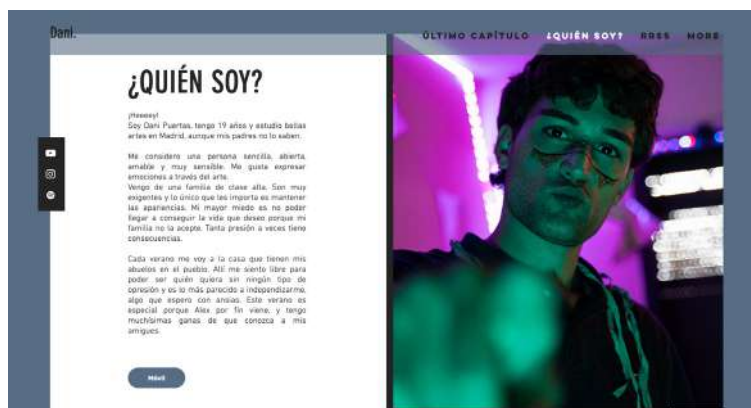 Dani.
ÚLTIMO CAPÍTULO ¿QUIÉN SOY? RRSS MORE
¿QUIÉN SOY?
¡Heeeey!
Soy Dani Puertas, tengo 19 años y estudio bellas
artes en Madrid, aunque mis padres no lo saben.
Me considero una persona sencilla, abierta,
amable y muy sensible. Me gusta expresar
emociones a través del arte.
Vengo de una familia de clase alta. Son muy
exigentes y lo único que les importa es mantener
las apariencias. Mi mayor miedo es no poder
llegar a conseguir la vida que deseo porque mi
familia no la acepte. Tanta presión a veces tiene
consecuencias.
Cada verano me voy a la casa que tienen mis
abuelos en el pueblo. Allí me siento libre para
poder ser quién quiera sin ningún tipo de
opresión y es lo más parecido a independizarme,
algo que espero con ansias. Este verano es
especial porque Alex por fin viene, y tengo
muchísimas ganas de que conozca a mis
amigues.
Móvil